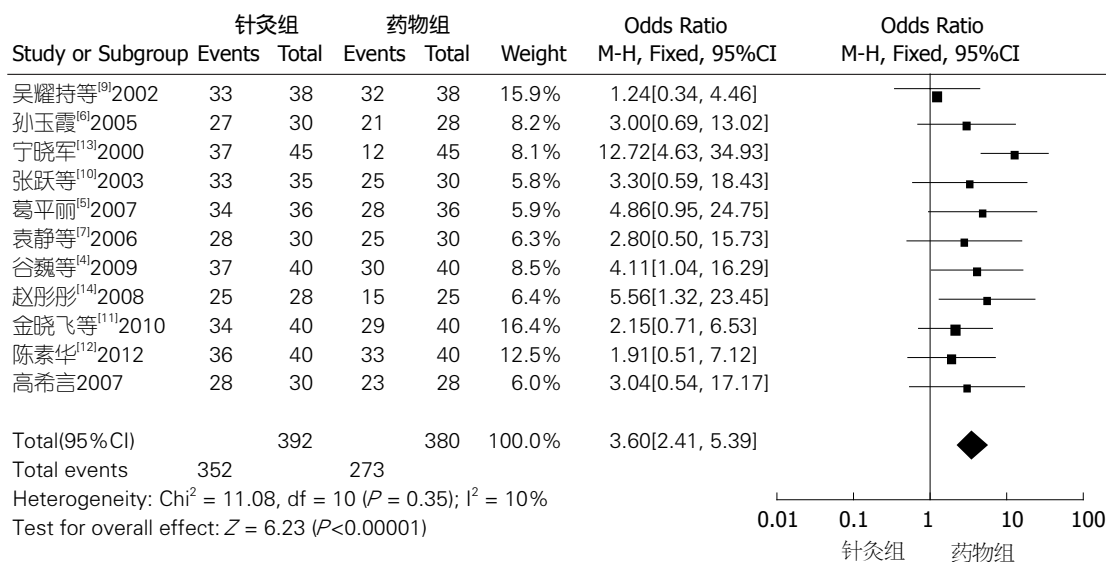 针灸组 药物组 Odds Ratio Odds Ratio
Study or Subgroup Events Total Events Total Weight M-H, Fixed, 95%CI M-H, Fixed, 95%CI
吴耀持等[9]2002 33 38 32 38 15.9% 1.24[0.34, 4.46]
孙玉霞[6]2005 27 30 21 28 8.2% 3.00[0.69, 13.02]
宁晓军[13]2000 37 45 12 45 8.1% 12.72[4.63, 34.93]
张跃等[10]2003 33 35 25 30 5.8% 3.30[0.59, 18.43]
葛平丽[5]2007 34 36 28 36 5.9% 4.86[0.95, 24.75]
袁静等[7]2006 28 30 25 30 6.3% 2.80[0.50, 15.73]
谷巍等[4]2009 37 40 30 40 8.5% 4.11[1.04, 16.29]
赵彤彤[14]2008 25 28 15 25 6.4% 5.56[1.32, 23.45]
金晓飞等[11]2010 34 40 29 40 16.4% 2.15[0.71, 6.53]
陈素华[12]2012 36 40 33 40 12.5% 1.91[0.51, 7.12]
高希言2007 28 30 23 28 6.0% 3.04[0.54, 17.17]
Total(95%CI) 392 380 100.0% 3.60[2.41, 5.39]
Total events 352 273
Heterogeneity: Chi² = 11.08, df = 10 (P = 0.35); I² = 10%
Test for overall effect: Z = 6.23 (P<0.00001)
0.01 0.1 1 10 100
针灸组 药物组